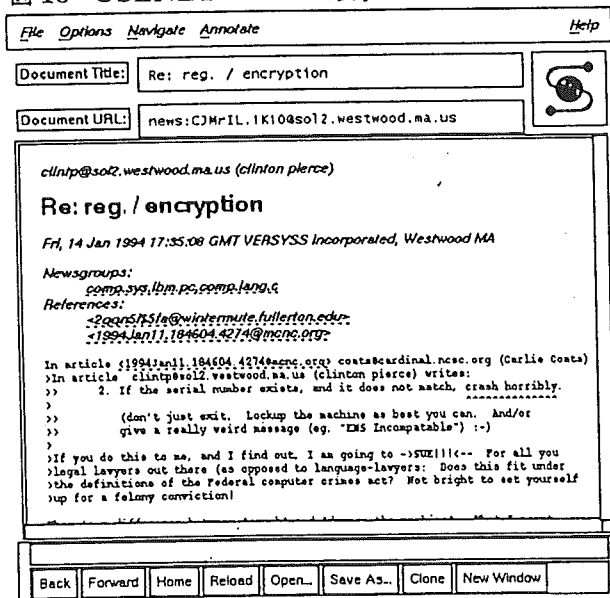 File Options Navigate Annotate Help
Document Title: Re: reg. / encryption
Document URL: news:CJMrIL.1K10@sol2.westwood.ma.us
clintp@sol2.westwood.ma.us (clinton pierce)
Re: reg. / encryption
Fri, 14 Jan 1994 17:35:08 GMT VERSYSS Incorporated, Westwood MA
Newsgroups:
comp.sys.ibm.pc,comp.lang.c
References:
@wintermute.fullerton.edu>
<1994Jan11.184604.4274@mcnc.org>
In article <1994Jan11.184604.4274@mcnc.org> coats@cardinal.ncsc.org (Carlie Coats)
>In article clintp@sol2.westwood.ma.us (clinton pierce) writes:
>> 2. If the serial number exists, and it does not match, crash horribly.
>>
>> (don't just exit. Lockup the machine as best you can. And/or
>> give a really weird message (eg. "EMS Incompatable") :-)
>
>If you do this to me, and I find out, I am going to ->SUE|||<-- For all you
>legal lawyers out there (as opposed to language-lawyers: Does this fit under
>the definitions of the Federal computer crimes act? Not bright to set yourself
>up for a felony conviction!
Back Forward Home Reload Open... Save As... Clone New Window